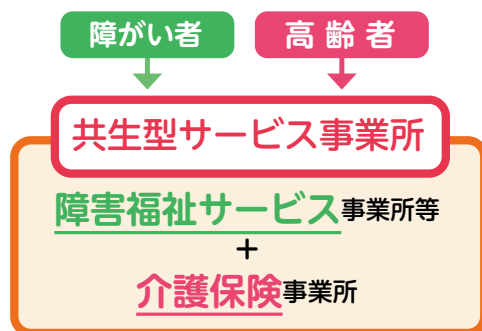 障がい者
高齢者
共生型サービス事業所
障害福祉サービス事業所等
+
介護保険事業所